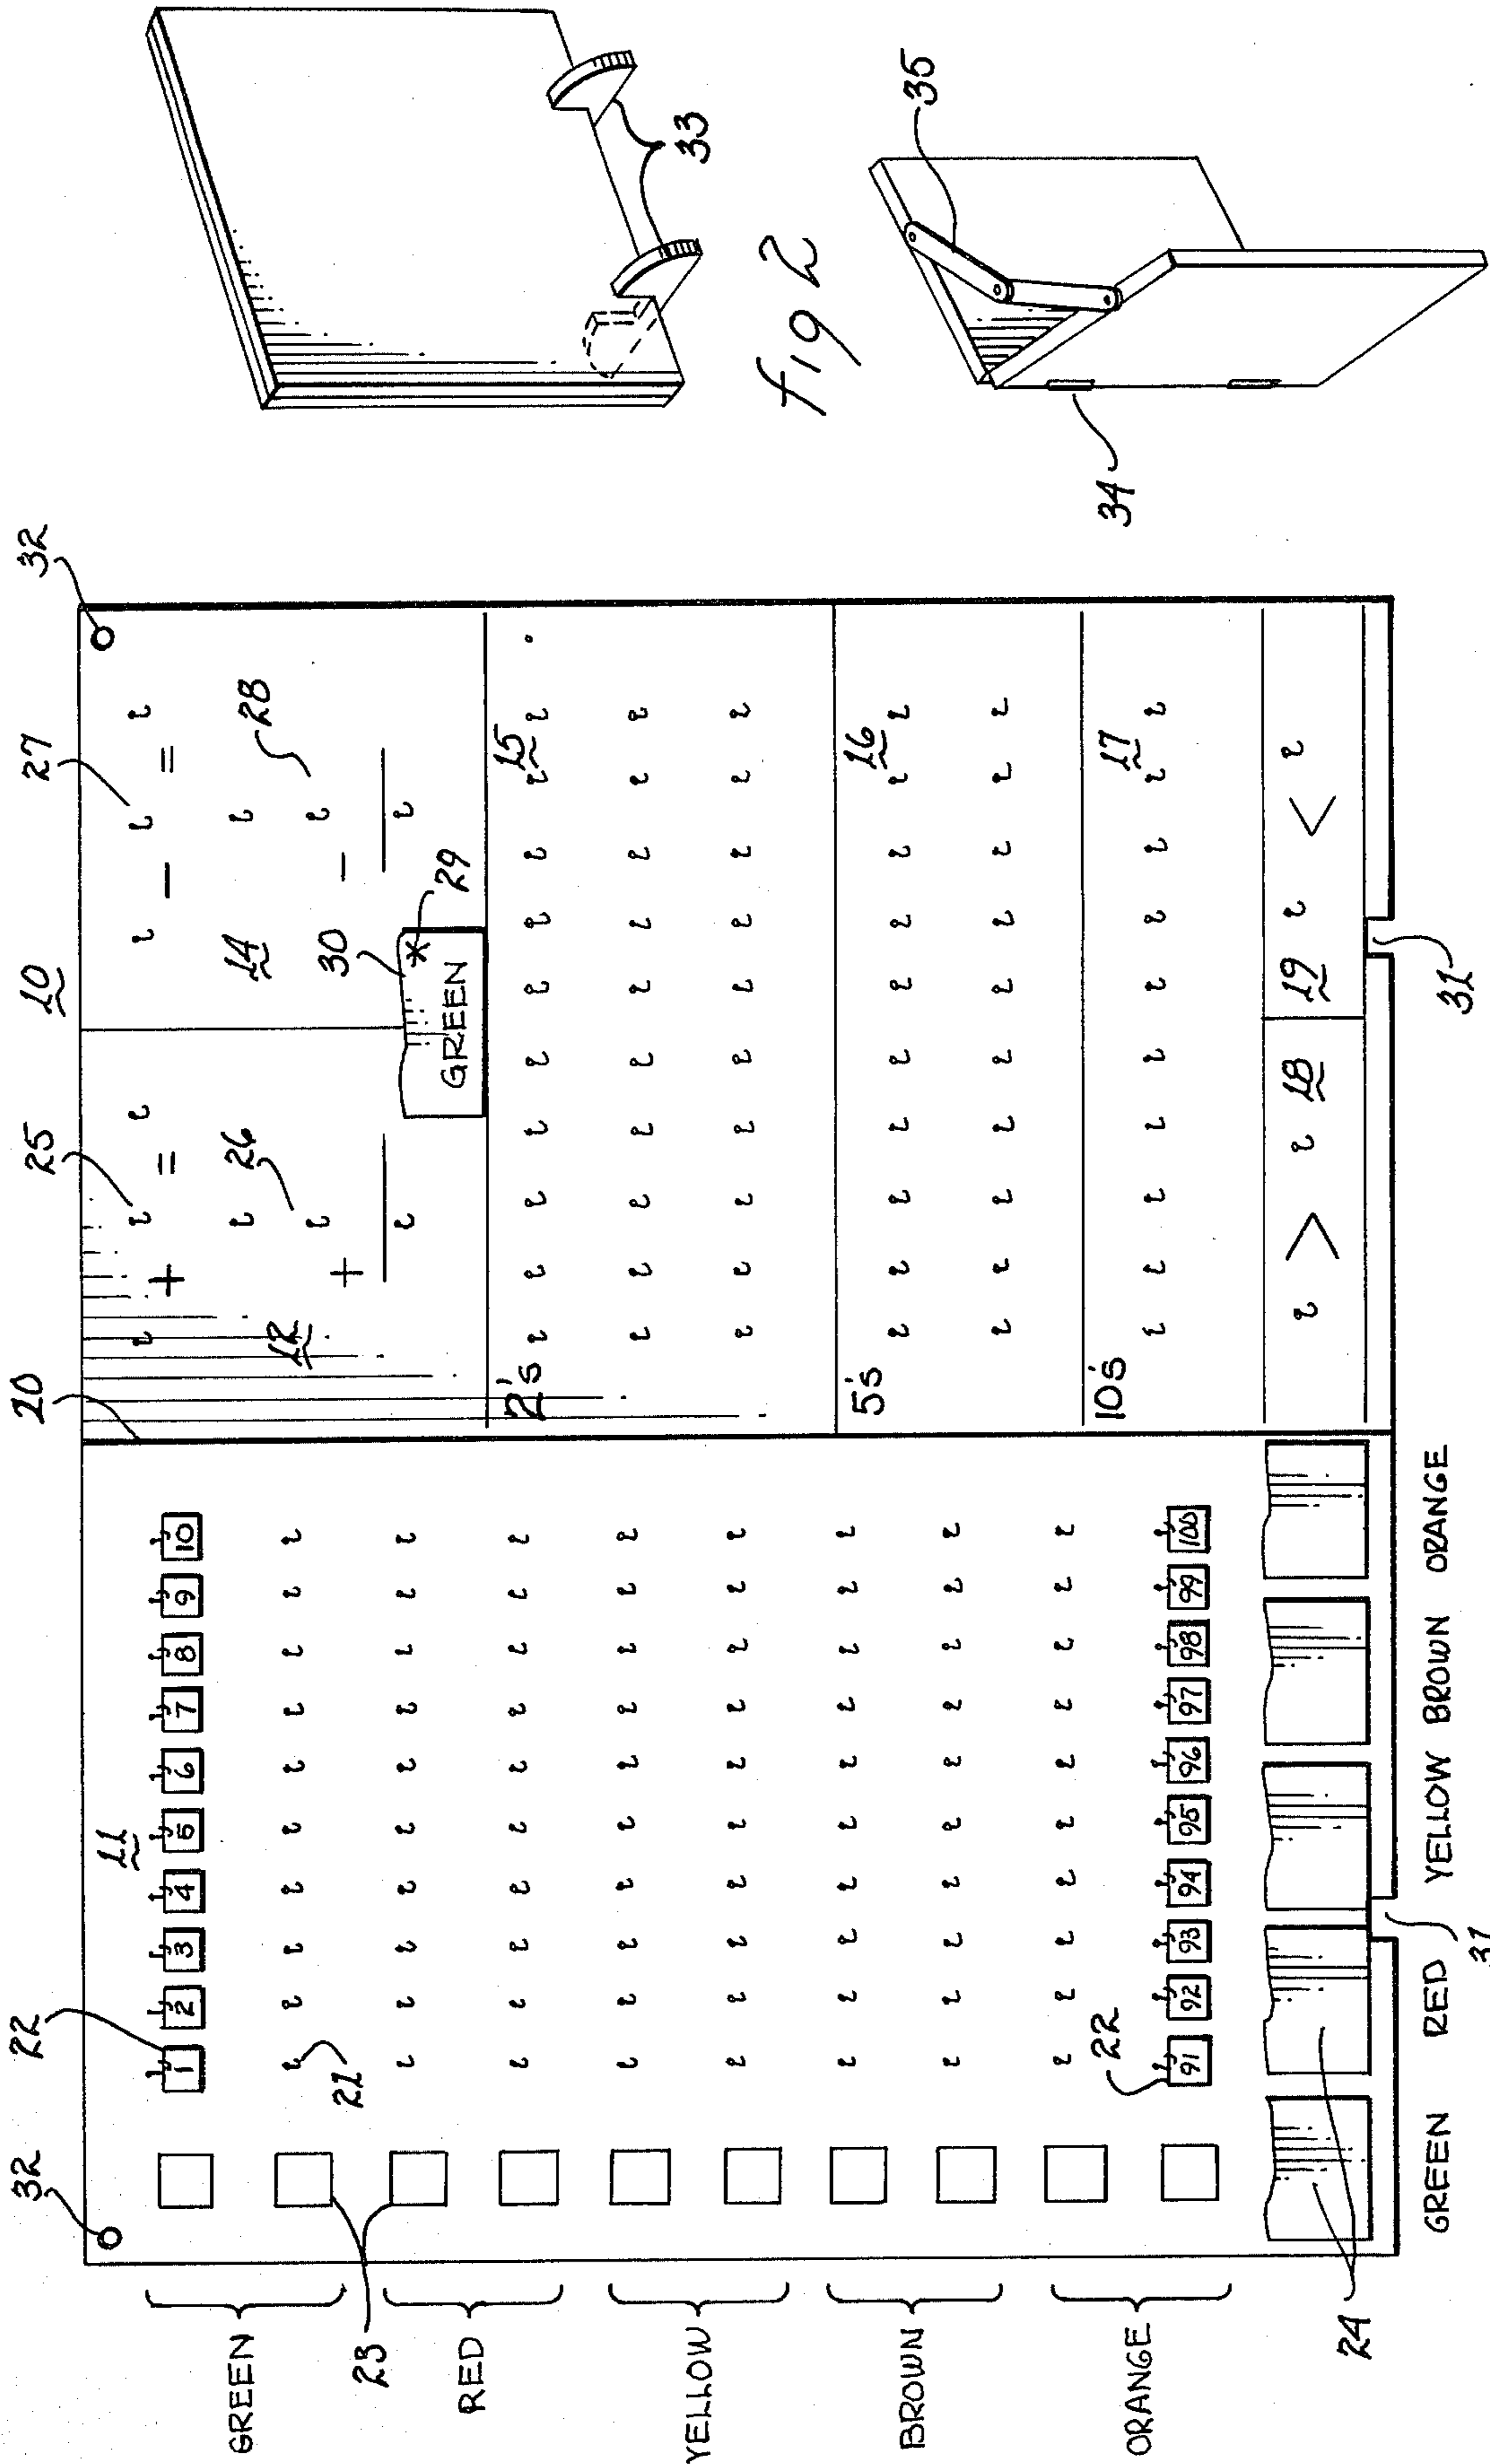 32 22 11 20 25 10 27 32
GREEN
RED
YELLOW
BROWN
ORANGE
23
1 2 3 4 5 6 7 8 9 10
21
22
91 92 93 94 95 96 97 98 99 100
24
31
GREEN RED YELLOW BROWN ORANGE
+ =
12
26
+
- =
14
28
-
30
* 29
GREEN
2's 15
5's 16
10's 17
> 18
19 <
31
33
Fig 2
35
34